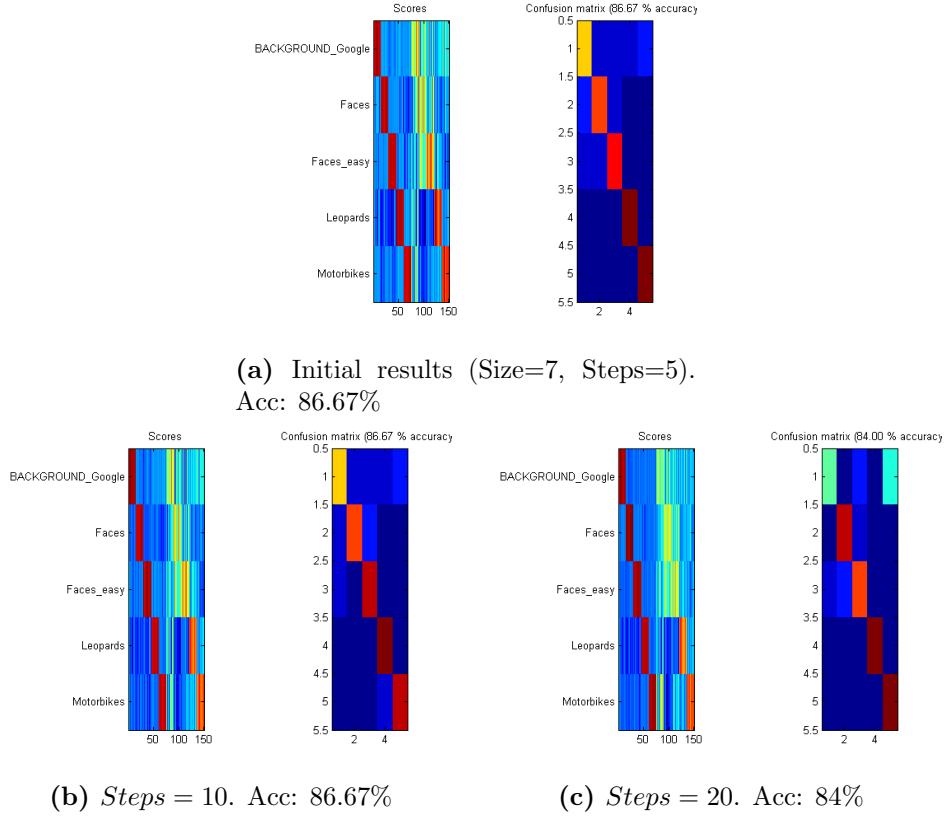 Scores
Confusion matrix (86.67 % accuracy
BACKGROUND_Google
Faces
Faces_easy
Leopards
Motorbikes
50 100 150
0.5
1
1.5
2
2.5
3
3.5
4
4.5
5
5.5
2 4
(a) Initial results (Size=7, Steps=5).
Acc: 86.67%
Scores
Confusion matrix (86.67 % accuracy
BACKGROUND_Google
Faces
Faces_easy
Leopards
Motorbikes
50 100 150
0.5
1
1.5
2
2.5
3
3.5
4
4.5
5
5.5
2 4
(b) Steps = 10. Acc: 86.67%
Scores
Confusion matrix (84.00 % accuracy
BACKGROUND_Google
Faces
Faces_easy
Leopards
Motorbikes
50 100 150
0.5
1
1.5
2
2.5
3
3.5
4
4.5
5
5.5
2 4
(c) Steps = 20. Acc: 84%